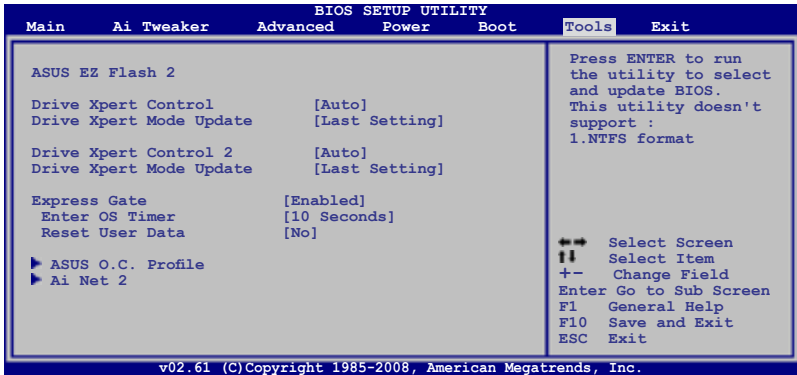 BIOS SETUP UTILITY
Main Ai Tweaker Advanced Power Boot Tools Exit
ASUS EZ Flash 2
Drive Xpert Control [Auto]
Drive Xpert Mode Update [Last Setting]
Drive Xpert Control 2 [Auto]
Drive Xpert Mode Update [Last Setting]
Express Gate [Enabled]
Enter OS Timer [10 Seconds]
Reset User Data [No]
ASUS O.C. Profile
Ai Net 2
Press ENTER to run
the utility to select
and update BIOS.
This utility doesn't
support :
1.NTFS format
Select Screen
Select Item
+- Change Field
Enter Go to Sub Screen
F1 General Help
F10 Save and Exit
ESC Exit
v02.61 (C)Copyright 1985-2008, American Megatrends, Inc.